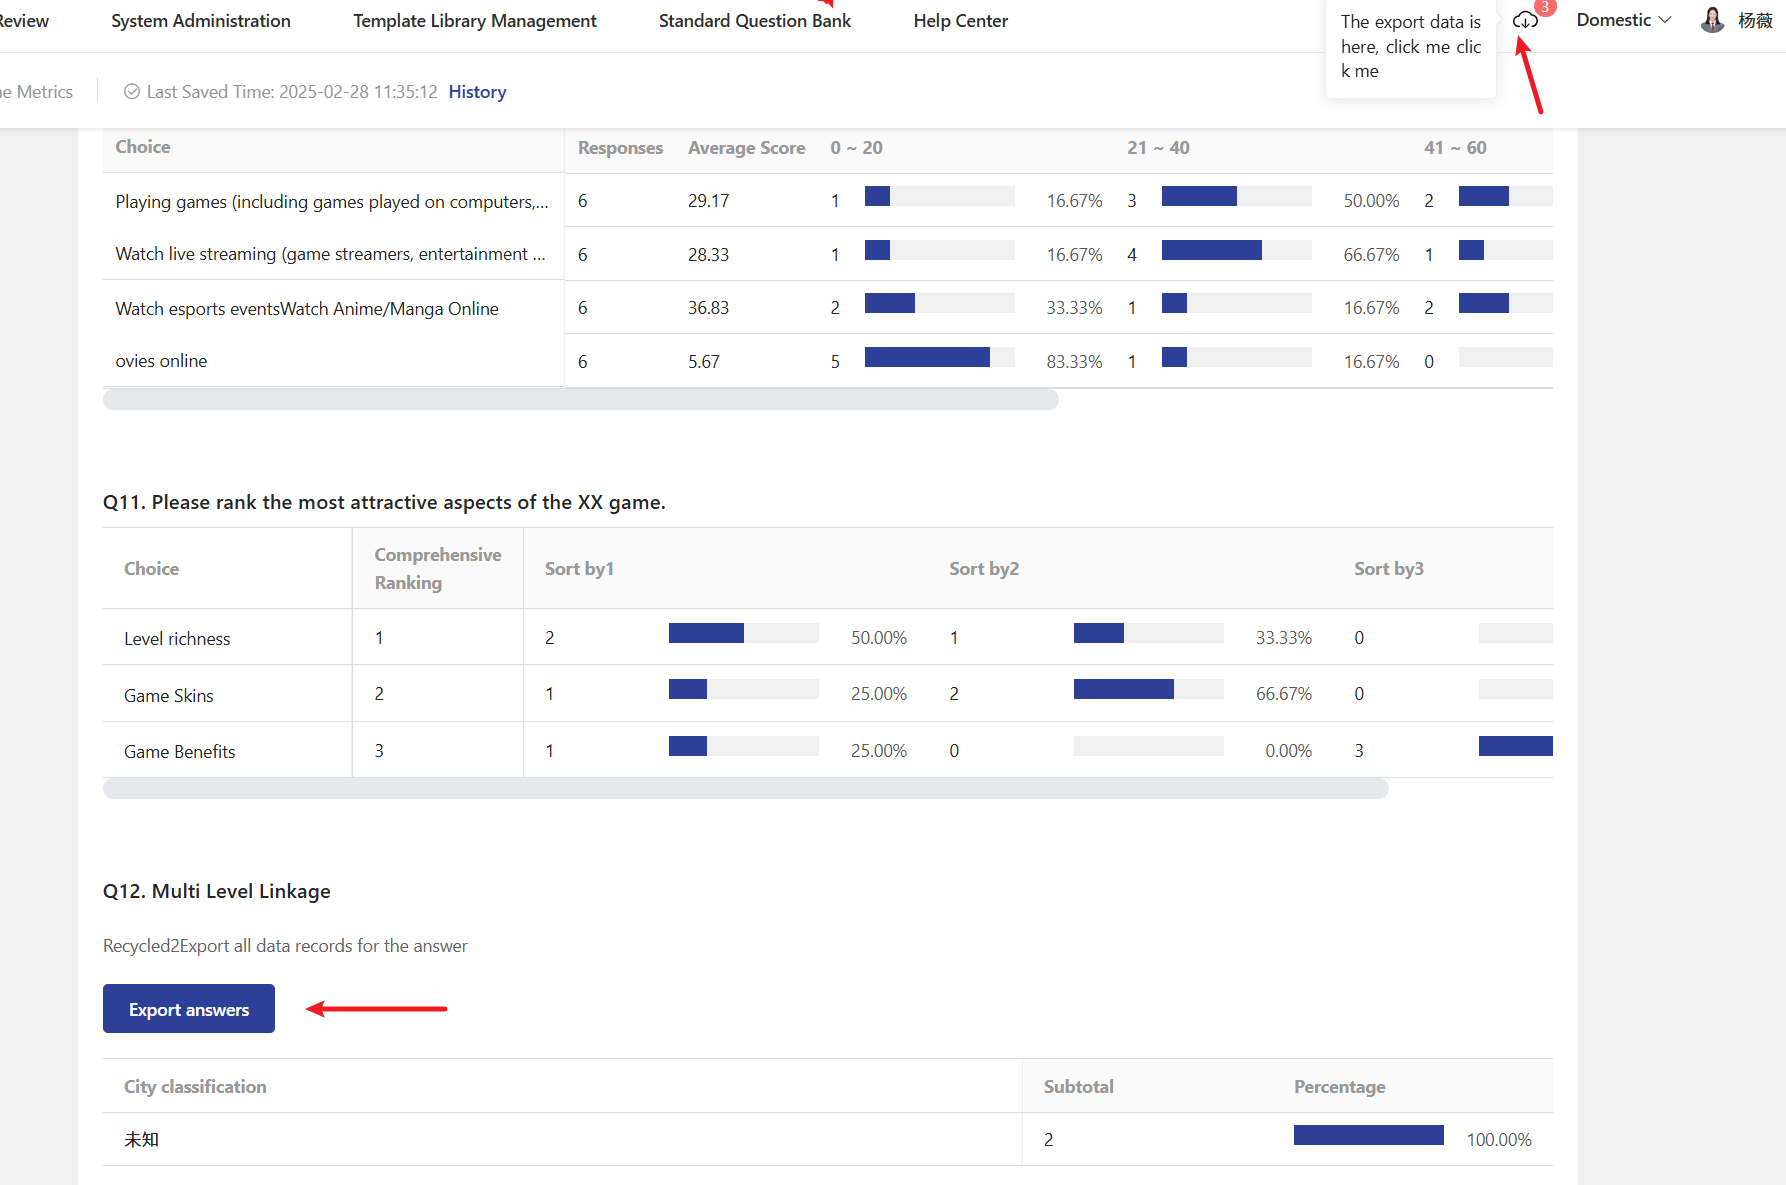 Review System Administration Template Library Management Standard Question Bank Help Center 3 Domestic 杨薇
The export data is
here, click me clic
k me
e Metrics Last Saved Time: 2025-02-28 11:35:12 History
Choice Responses Average Score 0 ~ 20 21 ~ 40 41 ~ 60
Playing games (including games played on computers,... 6 29.17 1 16.67% 3 50.00% 2
Watch live streaming (game streamers, entertainment ... 6 28.33 1 16.67% 4 66.67% 1
Watch esports eventsWatch Anime/Manga Online 6 36.83 2 33.33% 1 16.67% 2
ovies online 6 5.67 5 83.33% 1 16.67% 0
Q11. Please rank the most attractive aspects of the XX game.
Choice Comprehensive Ranking Sort by1 Sort by2 Sort by3
Level richness 1 2 50.00% 1 33.33% 0
Game Skins 2 1 25.00% 2 66.67% 0
Game Benefits 3 1 25.00% 0 0.00% 3
Q12. Multi Level Linkage
Recycled2Export all data records for the answer
Export answers
City classification Subtotal Percentage
未知 2 100.00%